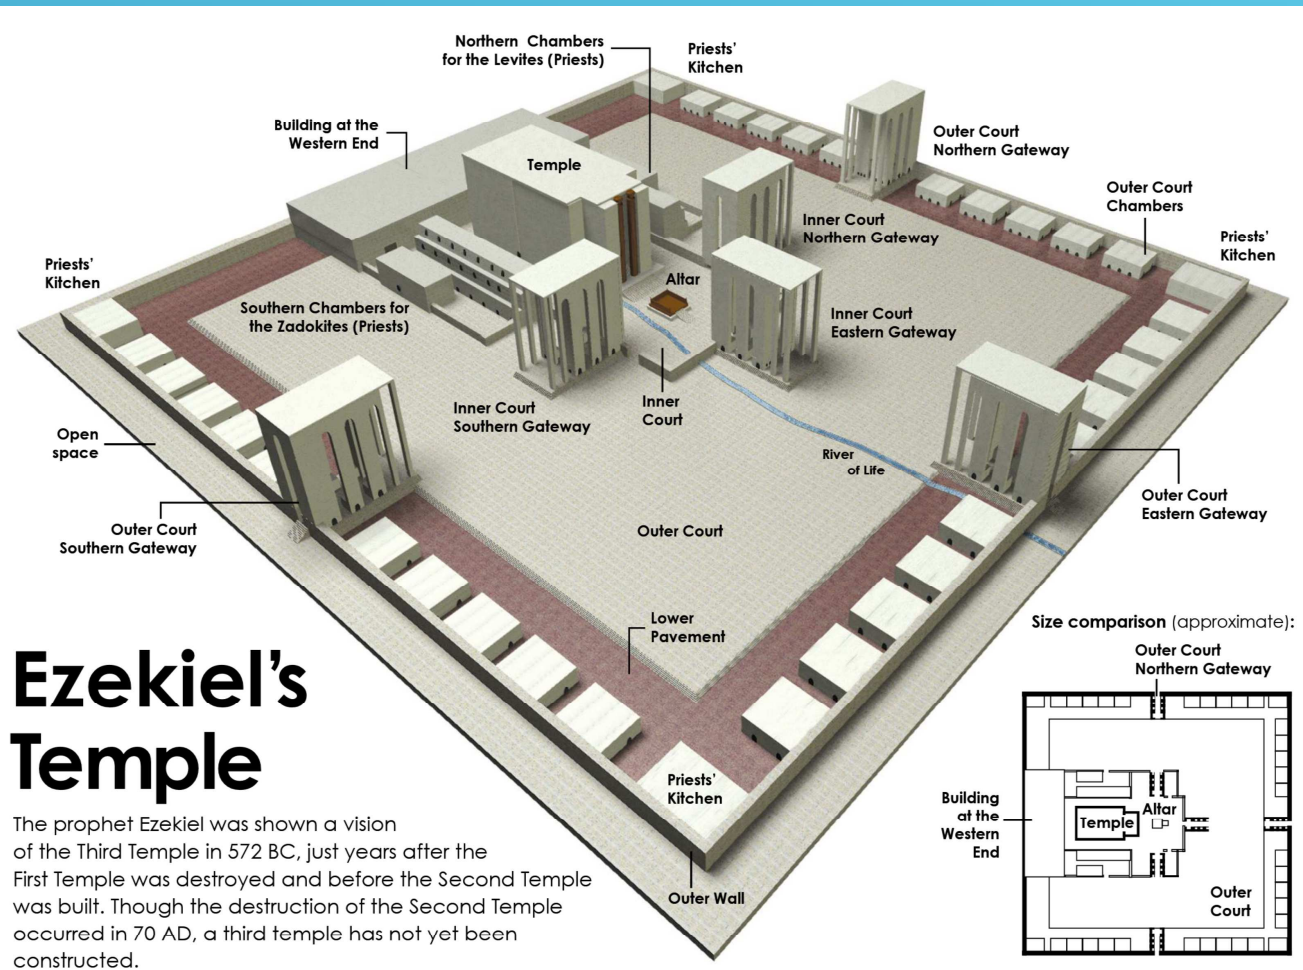 Northern Chambers
for the Levites (Priests)
Priests'
Kitchen
Building at the
Western End
Temple
Outer Court
Northern Gateway
Outer Court
Chambers
Inner Court
Northern Gateway
Priests'
Kitchen
Priests'
Kitchen
Altar
Southern Chambers for
the Zadokites (Priests)
Inner Court
Eastern Gateway
Inner Court
Southern Gateway
Inner
Court
Open
space
River
of Life
Outer Court
Southern Gateway
Outer Court
Eastern Gateway
Outer Court
Lower
Pavement
Priests'
Kitchen
Outer Wall
Ezekiel's
Temple
The prophet Ezekiel was shown a vision
of the Third Temple in 572 BC, just years after the
First Temple was destroyed and before the Second Temple
was built. Though the destruction of the Second Temple
occurred in 70 AD, a third temple has not yet been
constructed.
Size comparison (approximate):
Outer Court
Northern Gateway
Building
at the
Western
End
Temple
Altar
Outer
Court